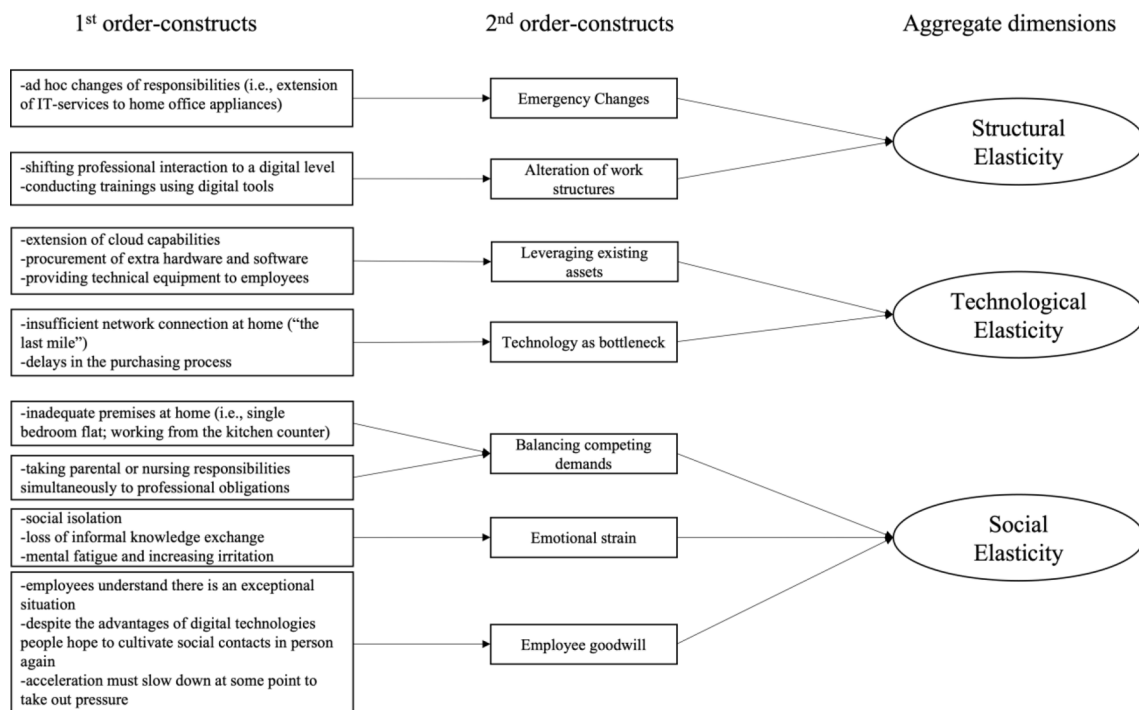 1st order-constructs
2nd order-constructs
Aggregate dimensions
-ad hoc changes of responsibilities (i.e., extension
of IT-services to home office appliances)
Emergency Changes
Structural
Elasticity
-shifting professional interaction to a digital level
-conducting trainings using digital tools
Alteration of work
structures
-extension of cloud capabilities
-procurement of extra hardware and software
-providing technical equipment to employees
Leveraging existing
assets
Technological
Elasticity
-insufficient network connection at home (“the
last mile”)
-delays in the purchasing process
Technology as bottleneck
-inadequate premises at home (i.e., single
bedroom flat; working from the kitchen counter)
Balancing competing
demands
-taking parental or nursing responsibilities
simultaneously to professional obligations
-social isolation
-loss of informal knowledge exchange
-mental fatigue and increasing irritation
Emotional strain
Social
Elasticity
-employees understand there is an exceptional
situation
-despite the advantages of digital technologies
people hope to cultivate social contacts in person
again
-acceleration must slow down at some point to
take out pressure
Employee goodwill